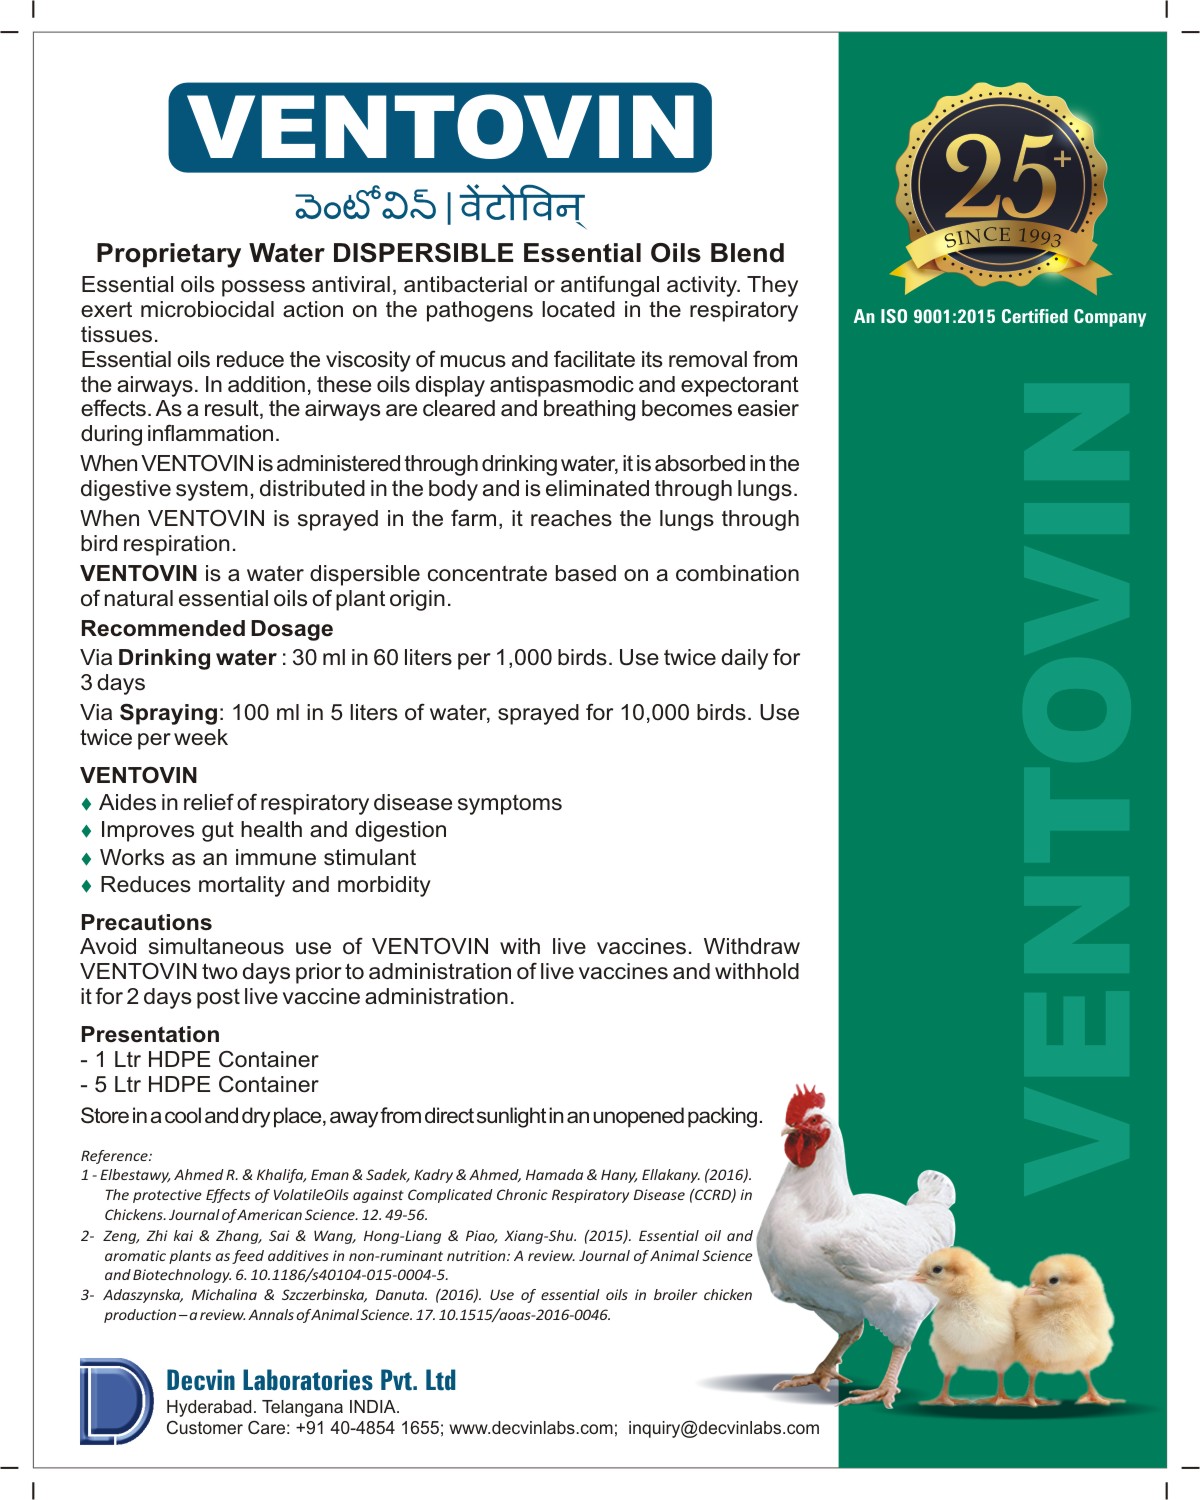 VENTOVIN
వెంటోవిన్ | वेंटोविन्
Proprietary Water DISPERSIBLE Essential Oils Blend
Essential oils possess antiviral, antibacterial or antifungal activity. They
exert microbiocidal action on the pathogens located in the respiratory
tissues.
Essential oils reduce the viscosity of mucus and facilitate its removal from
the airways. In addition, these oils display antispasmodic and expectorant
effects. As a result, the airways are cleared and breathing becomes easier
during inflammation.
When VENTOVIN is administered through drinking water, it is absorbed in the
digestive system, distributed in the body and is eliminated through lungs.
When VENTOVIN is sprayed in the farm, it reaches the lungs through
bird respiration.
VENTOVIN is a water dispersible concentrate based on a combination
of natural essential oils of plant origin.
Recommended Dosage
Via Drinking water : 30 ml in 60 liters per 1,000 birds. Use twice daily for
3 days
Via Spraying: 100 ml in 5 liters of water, sprayed for 10,000 birds. Use
twice per week
VENTOVIN
♦ Aides in relief of respiratory disease symptoms
♦ Improves gut health and digestion
♦ Works as an immune stimulant
♦ Reduces mortality and morbidity
Precautions
Avoid simultaneous use of VENTOVIN with live vaccines. Withdraw
VENTOVIN two days prior to administration of live vaccines and withhold
it for 2 days post live vaccine administration.
Presentation
- 1 Ltr HDPE Container
- 5 Ltr HDPE Container
Store in a cool and dry place, away from direct sunlight in an unopened packing.
Reference:
1 - Elbestawy, Ahmed R. & Khalifa, Eman & Sadek, Kadry & Ahmed, Hamada & Hany, Ellakany. (2016).
The protective Effects of VolatileOils against Complicated Chronic Respiratory Disease (CCRD) in
Chickens. Journal of American Science. 12. 49-56.
2- Zeng, Zhi kai & Zhang, Sai & Wang, Hong-Liang & Piao, Xiang-Shu. (2015). Essential oil and
aromatic plants as feed additives in non-ruminant nutrition: A review. Journal of Animal Science
and Biotechnology. 6. 10.1186/s40104-015-0004-5.
3- Adaszynska, Michalina & Szczerbinska, Danuta. (2016). Use of essential oils in broiler chicken
production – a review. Annals of Animal Science. 17. 10.1515/aoas-2016-0046.
Decvin Laboratories Pvt. Ltd
Hyderabad. Telangana INDIA.
Customer Care: +91 40-4854 1655; www.decvinlabs.com; inquiry@decvinlabs.com
25+
SINCE 1993
An ISO 9001:2015 Certified Company
VENTOVIN